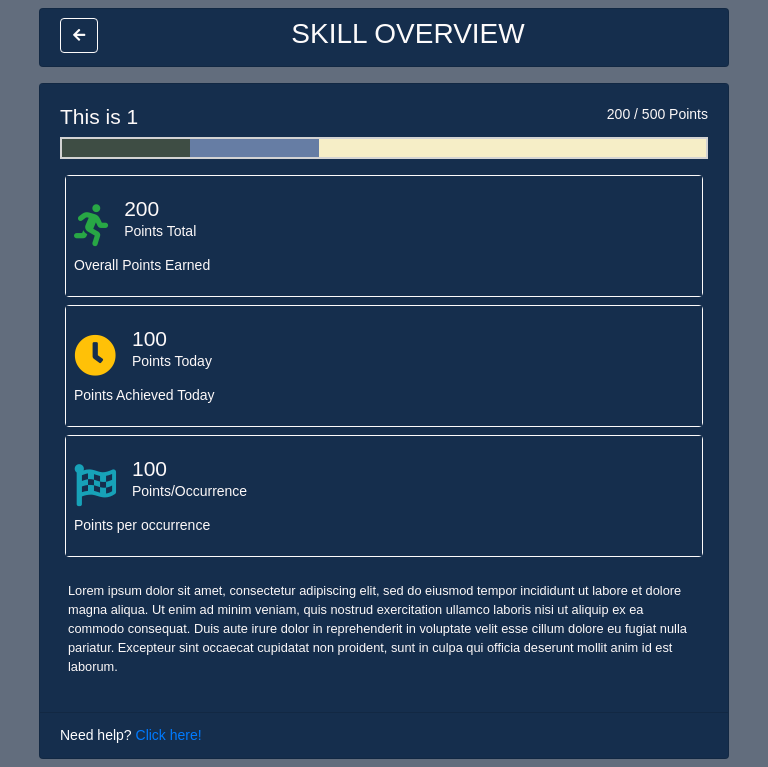 SKILL OVERVIEW
This is 1
200 / 500 Points
200
Points Total
Overall Points Earned
100
Points Today
Points Achieved Today
100
Points/Occurrence
Points per occurrence
Lorem ipsum dolor sit amet, consectetur adipiscing elit, sed do eiusmod tempor incididunt ut labore et dolore
magna aliqua. Ut enim ad minim veniam, quis nostrud exercitation ullamco laboris nisi ut aliquip ex ea
commodo consequat. Duis aute irure dolor in reprehenderit in voluptate velit esse cillum dolore eu fugiat nulla
pariatur. Excepteur sint occaecat cupidatat non proident, sunt in culpa qui officia deserunt mollit anim id est
laborum.
Need help? Click here!